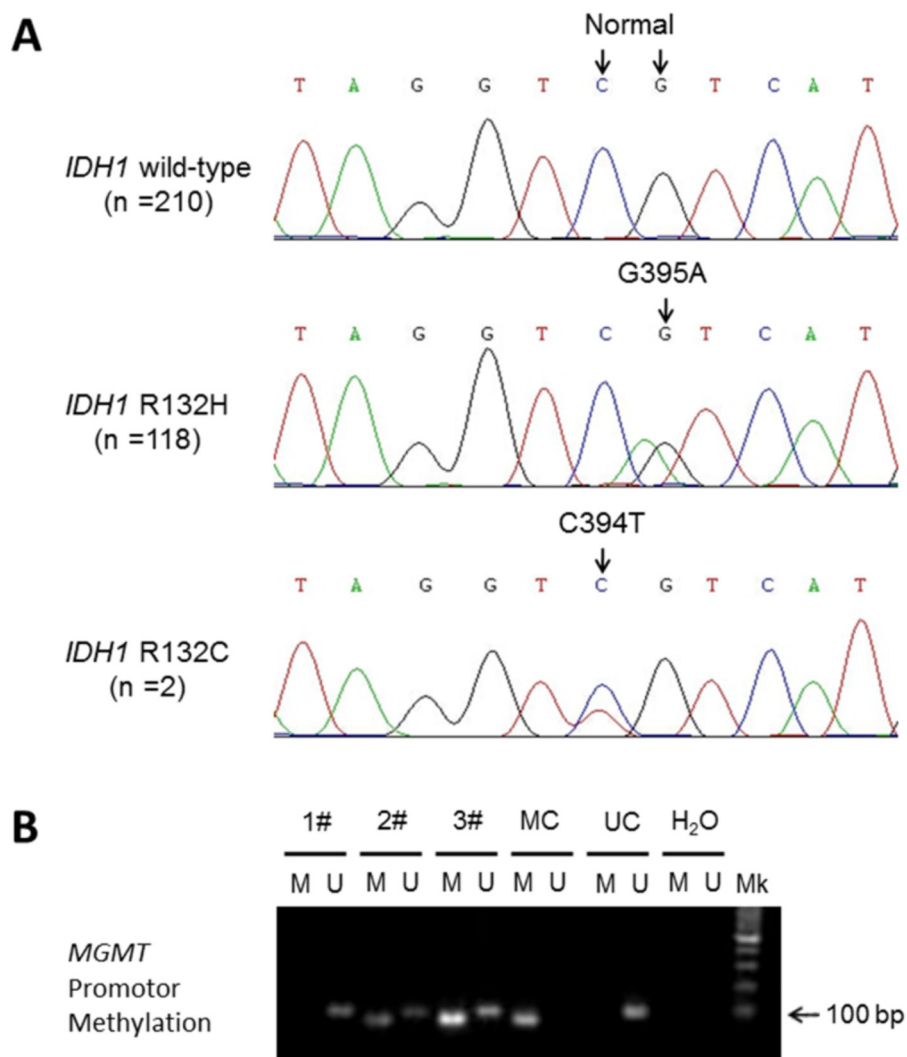 A
Normal
T A G G T C G T C A T
IDH1 wild-type
(n =210)
G395A
T A G G T C G T C A T
IDH1 R132H
(n =118)
C394T
T A G G T C G T C A T
IDH1 R132C
(n =2)
B
1# 2# 3# MC UC H₂O
M U M U M U M U M U M U Mk
MGMT
Promotor
Methylation
100 bp